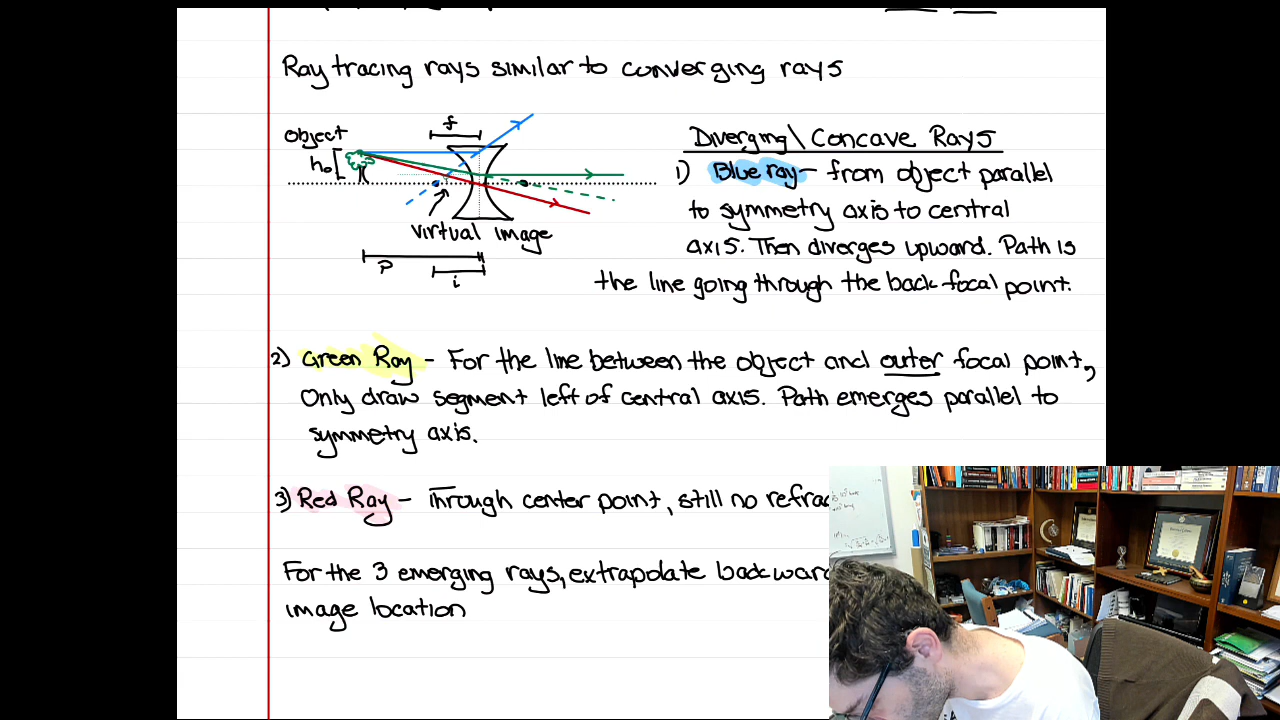 Ray tracing rays similar to converging rays
object
f
h₀
virtual image
P
i
Diverging\ Concave Rays
1) Blue ray - from object parallel
to symmetry axis to central
axis. Then diverges upward. Path is
the line going through the back focal point.
2) Green Ray - For the line between the object and outer focal point,
Only draw segment left of central axis. Path emerges parallel to
symmetry axis.
3) Red Ray - Through center point, still no refrac
For the 3 emerging rays, extrapolate backward
image location